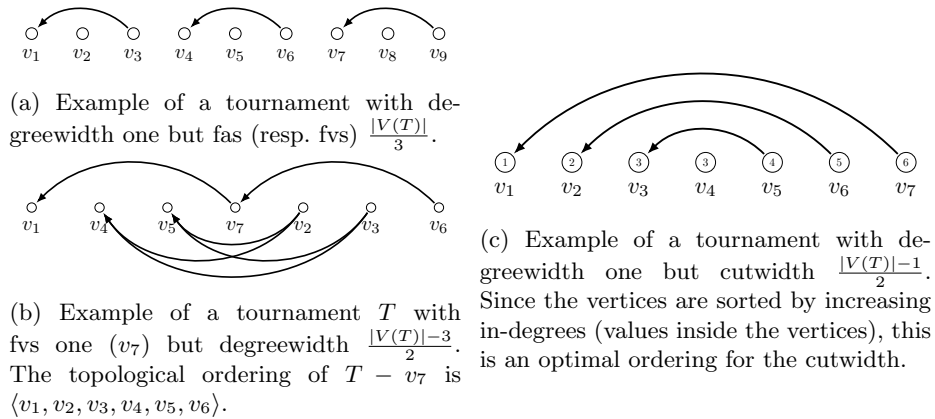 v₁ v₂ v₃ v₄ v₅ v₆ v₇ v₈ v₉
(a) Example of a tournament with de-
greewidth one but fas (resp. fvs) |V(T)|/3.
v₁ v₄ v₅ v₇ v₂ v₃ v₆
(b) Example of a tournament T with
fvs one (v₇) but degreewidth |V(T)|−3/2.
The topological ordering of T − v₇ is
⟨v₁, v₂, v₃, v₄, v₅, v₆⟩.
1 2 3 3 4 5 6
v₁ v₂ v₃ v₄ v₅ v₆ v₇
(c) Example of a tournament with de-
greewidth one but cutwidth |V(T)|−1/2.
Since the vertices are sorted by increasing
in-degrees (values inside the vertices), this
is an optimal ordering for the cutwidth.